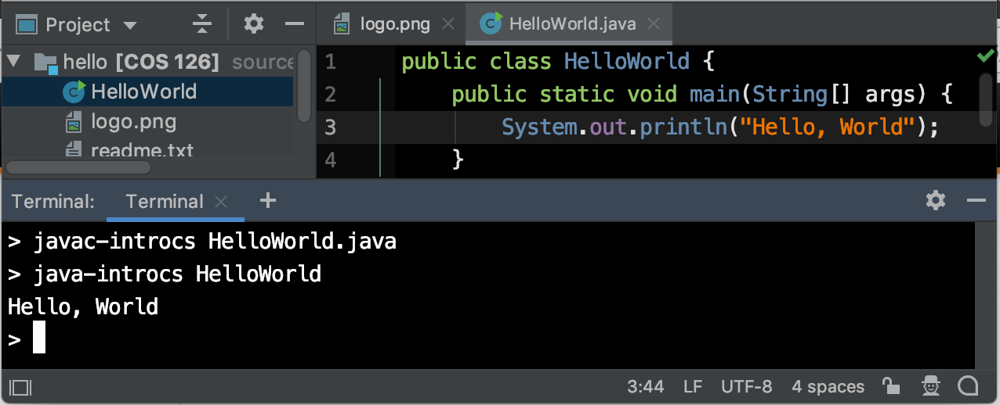 Project
logo.png
HelloWorld.java
hello [COS 126] source
HelloWorld
logo.png
readme.txt
1 public class HelloWorld {
2 public static void main(String[] args) {
3 System.out.println("Hello, World");
4 }
Terminal: Terminal +
> javac-introcs HelloWorld.java
> java-introcs HelloWorld
Hello, World
>
3:44 LF UTF-8 4 spaces